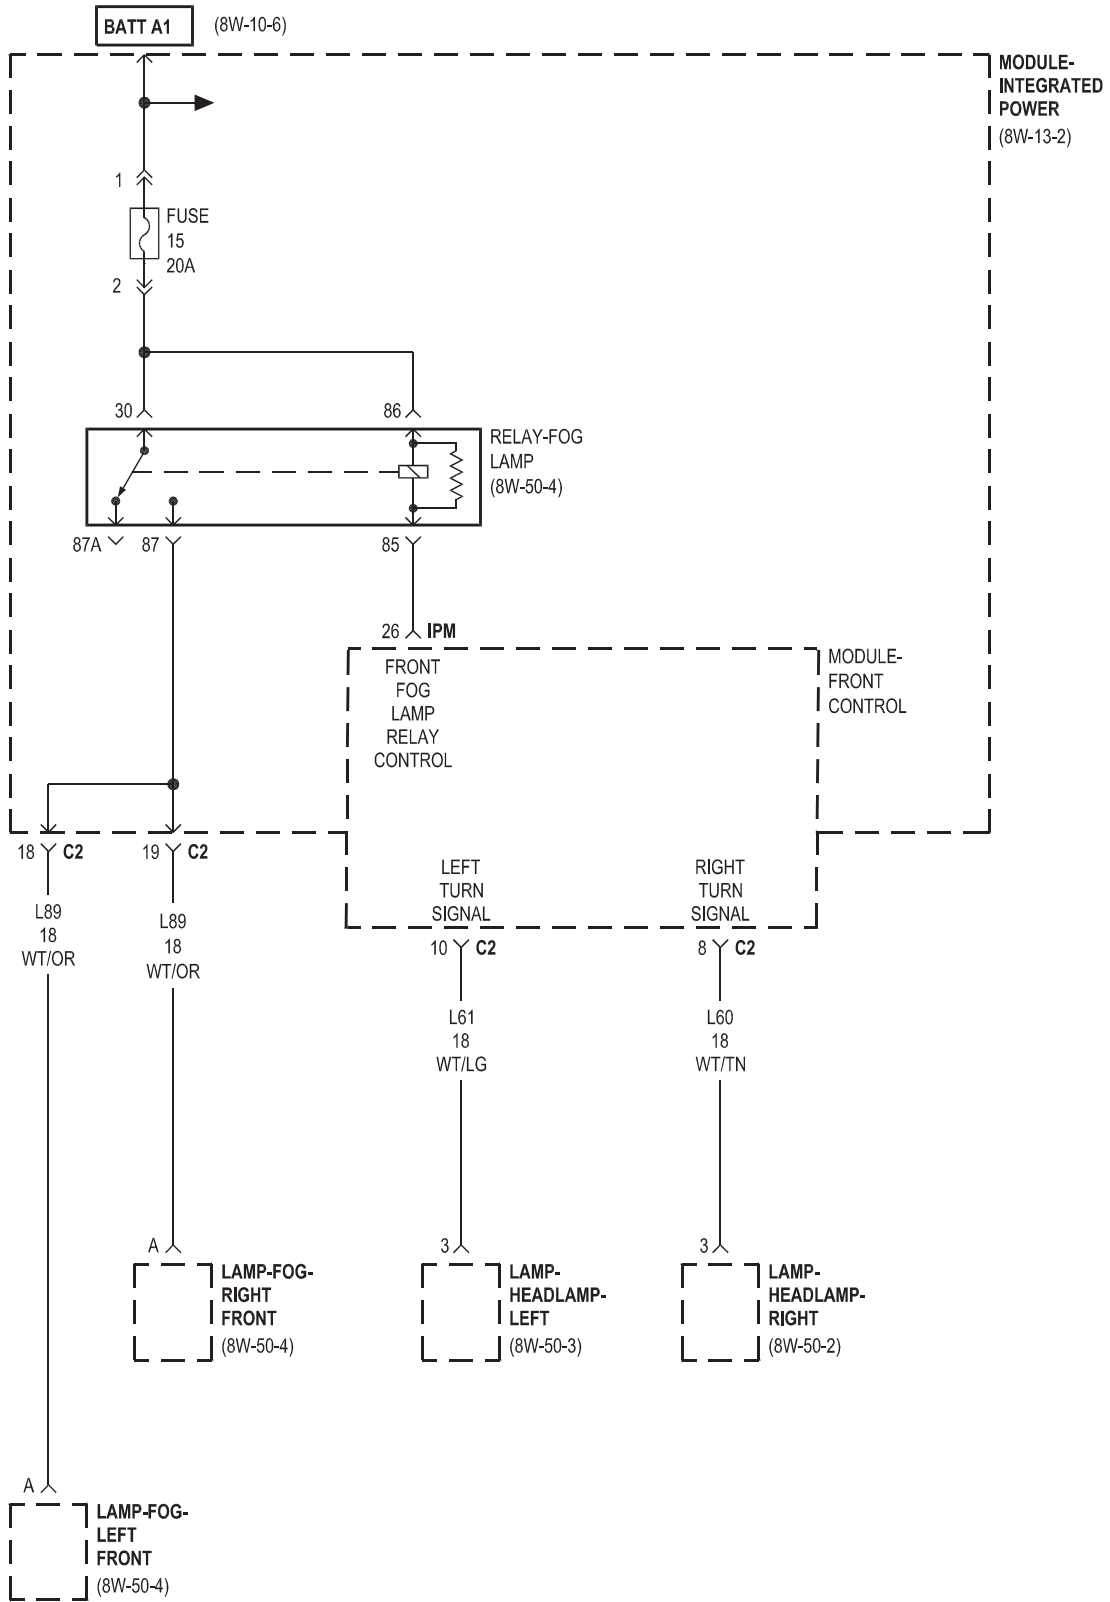 BATT A1 (8W-10-6)
MODULE-
INTEGRATED
POWER
(8W-13-2)
1
FUSE
15
20A
2
30
86
RELAY-FOG
LAMP
(8W-50-4)
87A
87
85
26 IPM
FRONT
FOG
LAMP
RELAY
CONTROL
MODULE-
FRONT
CONTROL
18 C2
19 C2
LEFT
TURN
SIGNAL
RIGHT
TURN
SIGNAL
L89
18
WT/OR
L89
18
WT/OR
10 C2
8 C2
L61
18
WT/LG
L60
18
WT/TN
A
LAMP-FOG-
RIGHT
FRONT
(8W-50-4)
3
LAMP-
HEADLAMP-
LEFT
(8W-50-3)
3
LAMP-
HEADLAMP-
RIGHT
(8W-50-2)
A
LAMP-FOG-
LEFT
FRONT
(8W-50-4)